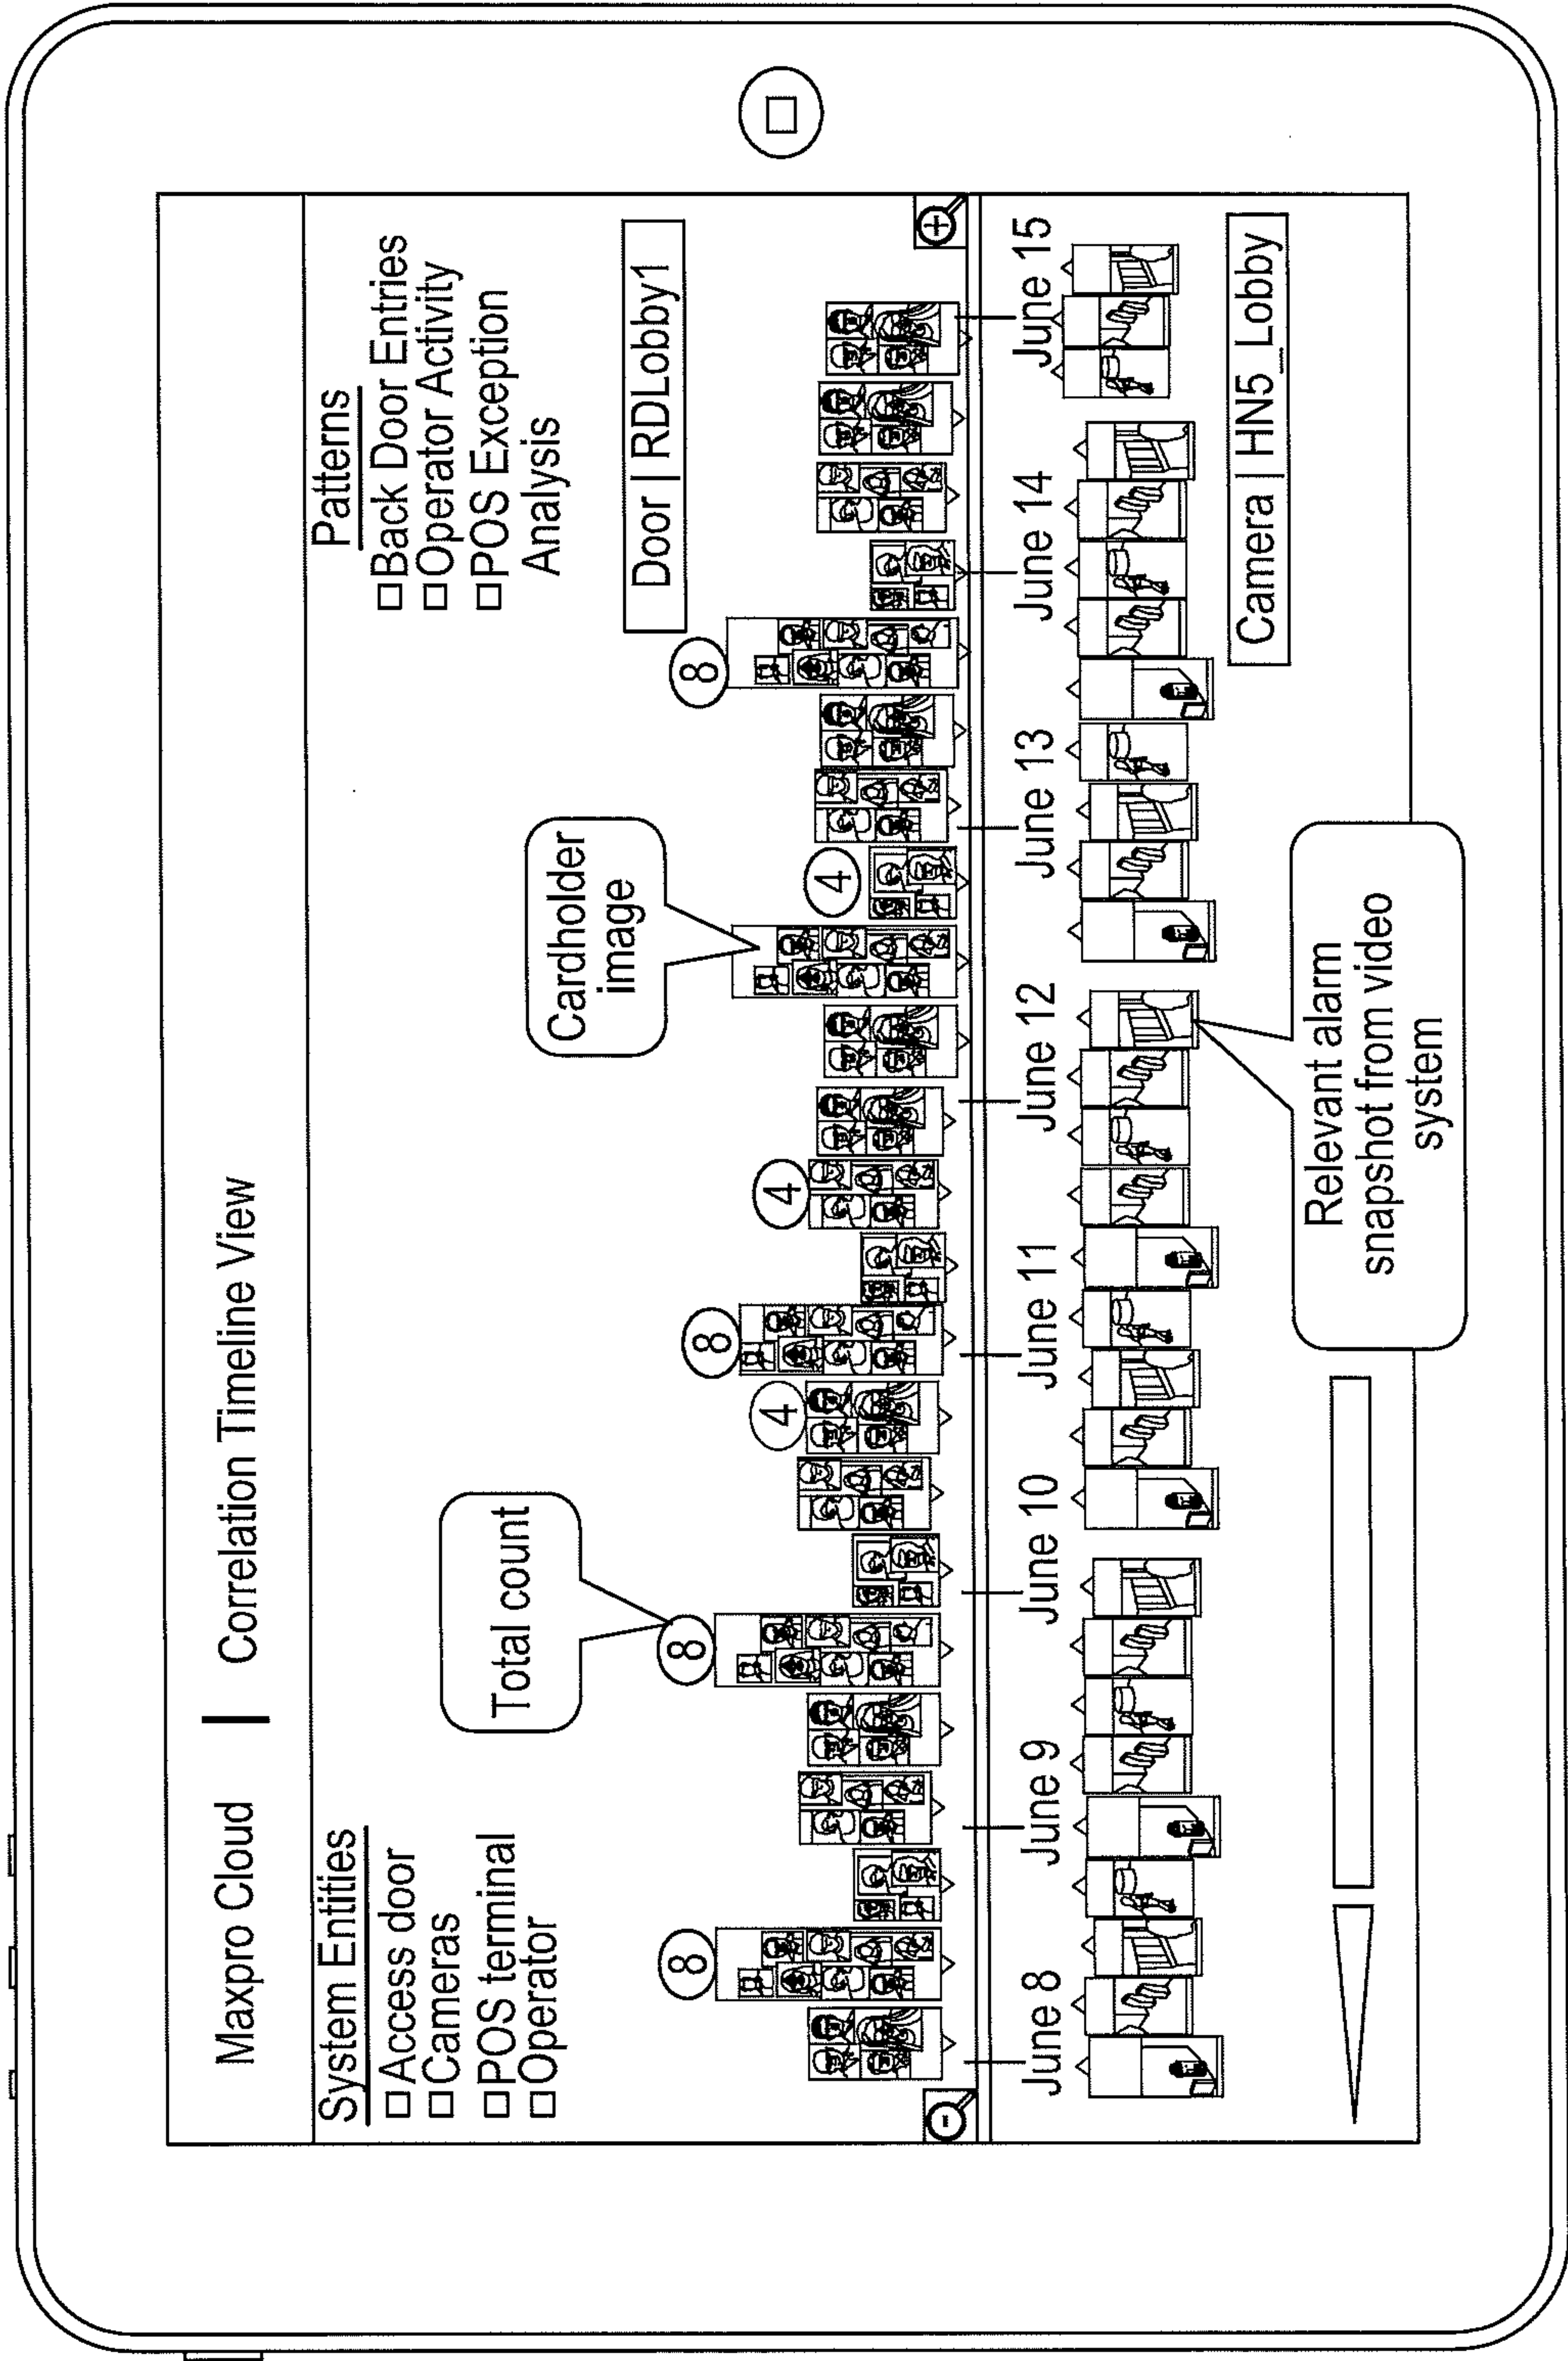 Maxpro Cloud | Correlation Timeline View
System Entities
□Access door
□Cameras
□POS terminal
□Operator
Patterns
□Back Door Entries
□Operator Activity
□POS Exception
Analysis
Total count
Cardholder
image
Door | RDLobby1
8
8
4
8
4
4
8
-
+
June 8
June 9
June 10
June 11
June 12
June 13
June 14
June 15
Camera | HN5_Lobby
Relevant alarm
snapshot from video
system